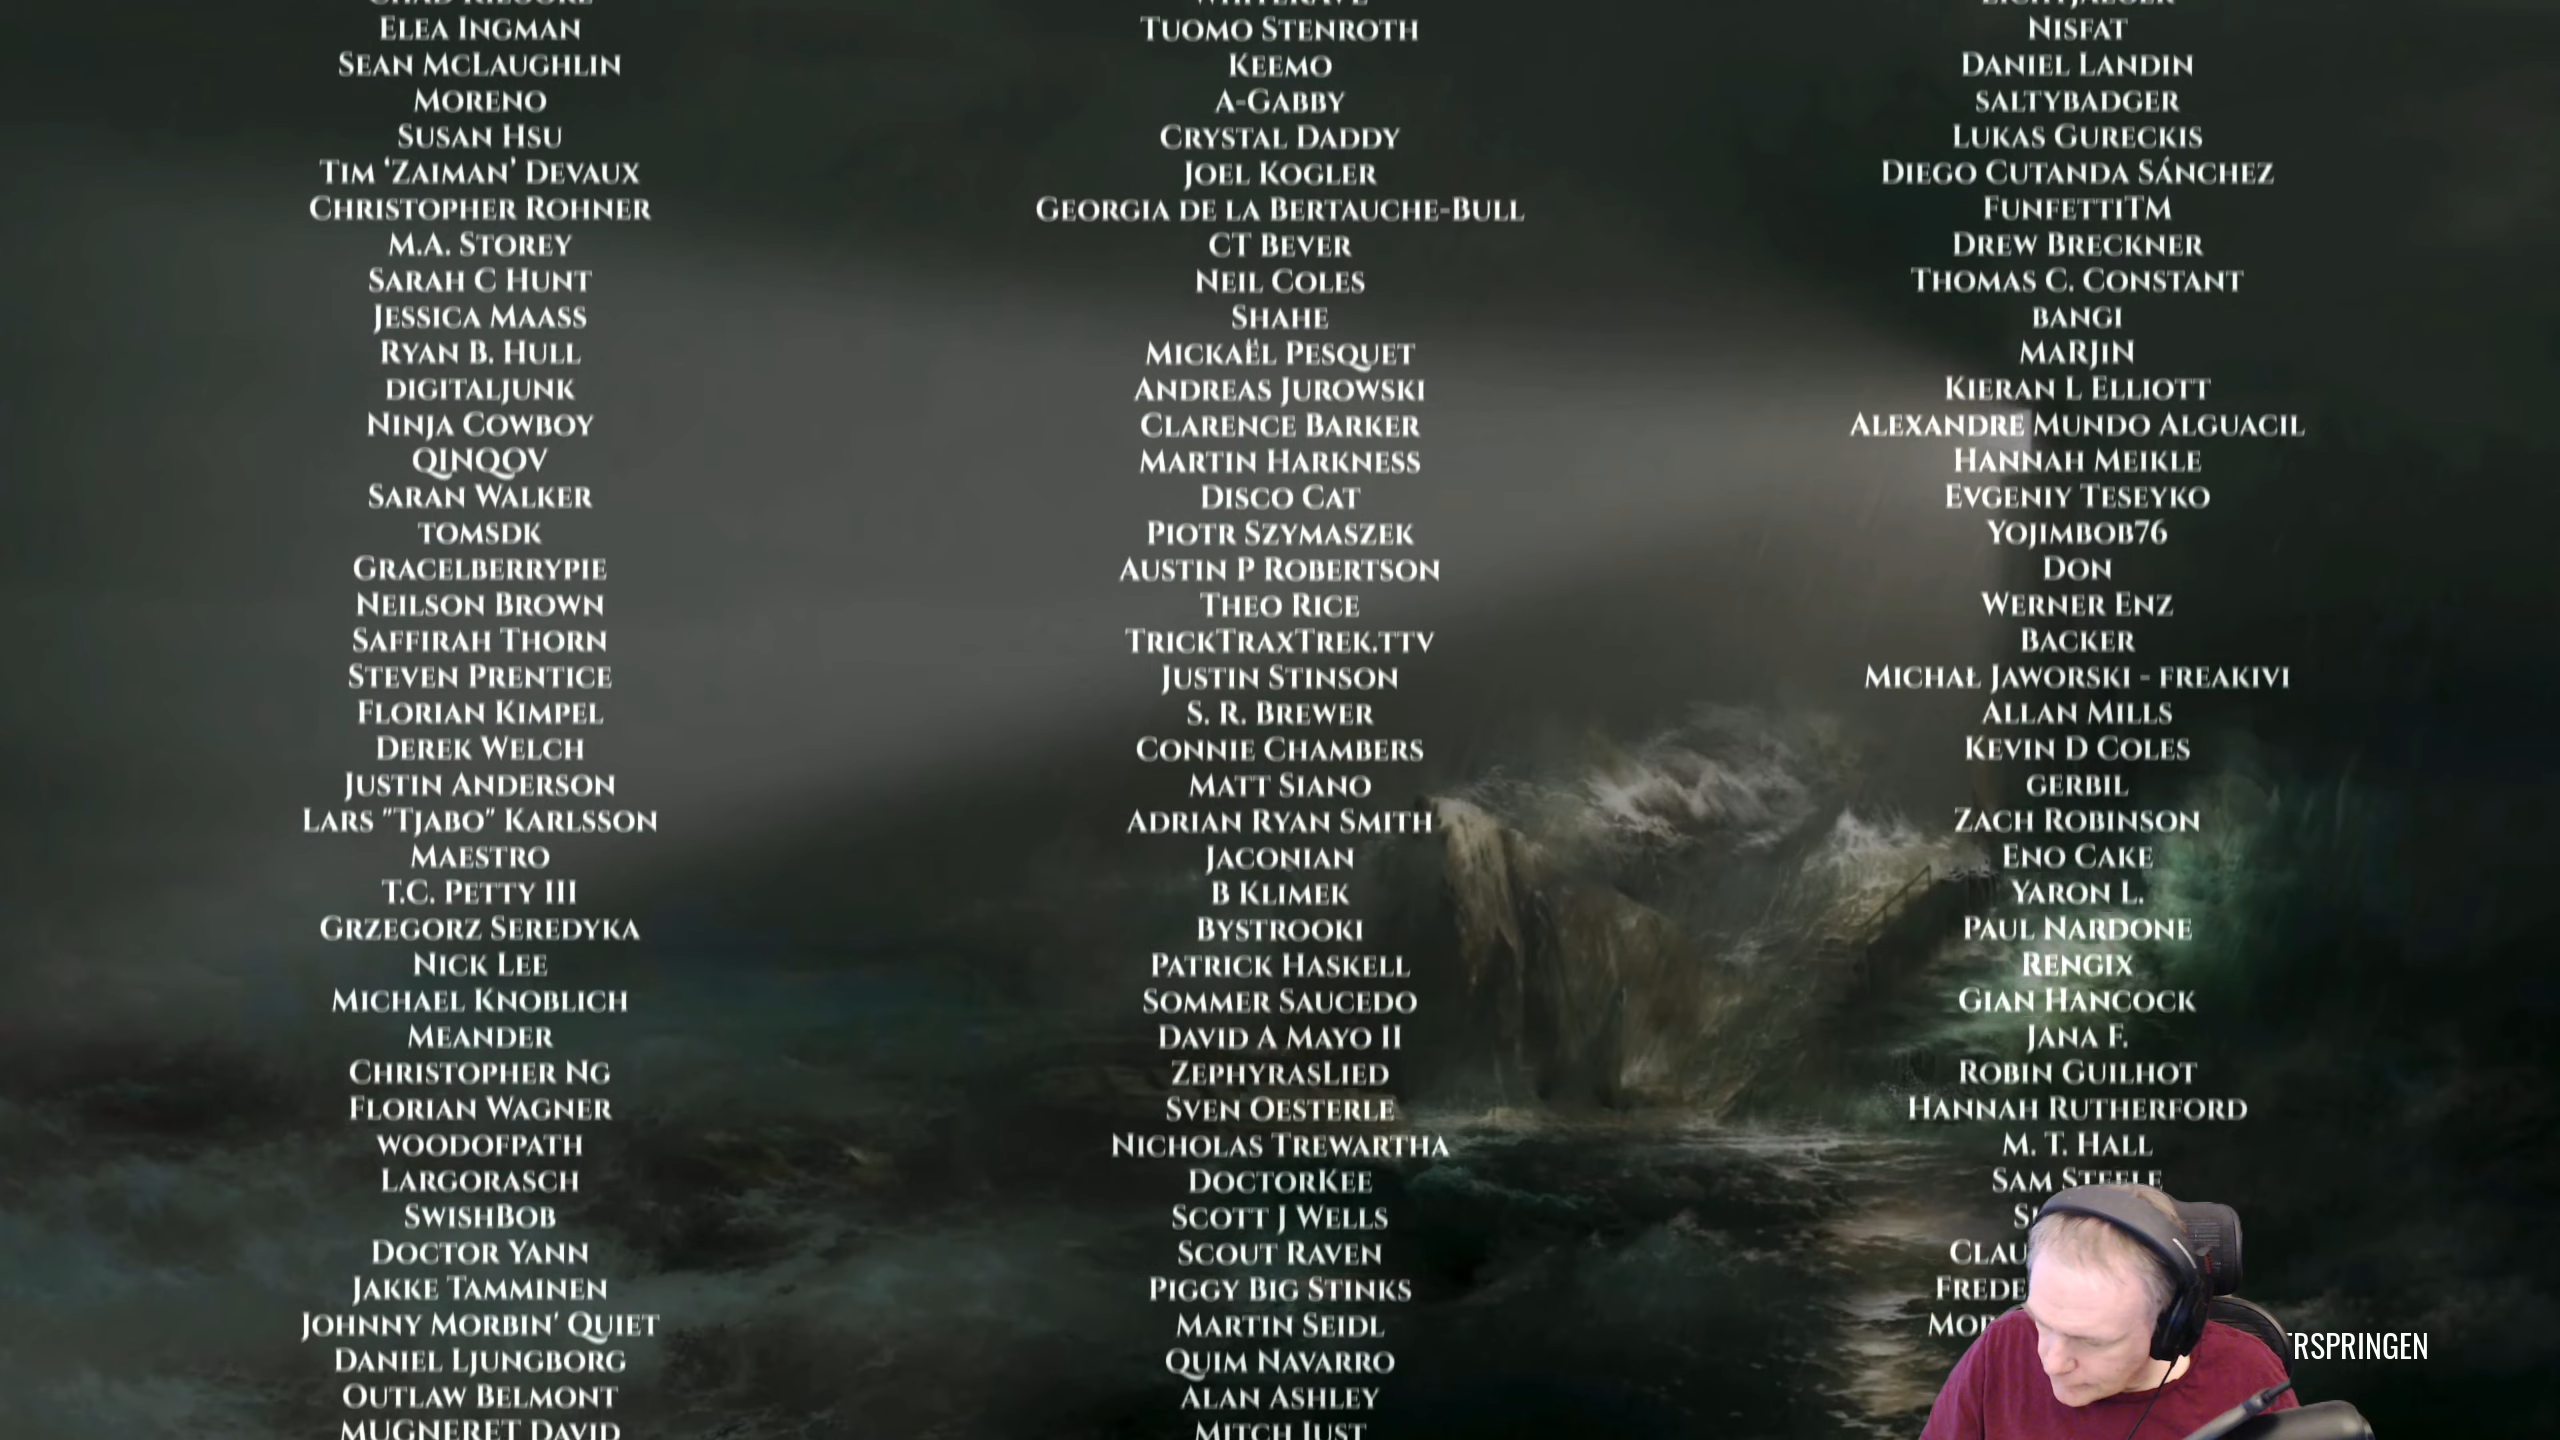 Elea Ingman
Sean McLaughlin
Moreno
Susan Hsu
Tim ‘Zaiman’ Devaux
Christopher Rohner
M.A. Storey
Sarah C Hunt
Jessica Maass
Ryan B. Hull
digitaljunk
Ninja Cowboy
QINQOV
Saran Walker
tomsdk
Gracelberrypie
Neilson Brown
Saffirah Thorn
Steven Prentice
Florian Kimpel
Derek Welch
Justin Anderson
Lars "Tjabo" Karlsson
Maestro
T.C. Petty III
Grzegorz Seredyka
Nick Lee
Michael Knoblich
Meander
Christopher Ng
Florian Wagner
woodofpath
Largorasch
SwishBob
Doctor Yann
Jakke Tamminen
Johnny Morbin' Quiet
Daniel Ljungborg
Outlaw Belmont
MUGNERET David
Tuomo Stenroth
Keemo
A-Gabby
Crystal Daddy
Joel Kogler
Georgia de la Bertauche-Bull
CT Bever
Neil Coles
Shahe
Mickaël Pesquet
Andreas Jurowski
Clarence Barker
Martin Harkness
Disco Cat
Piotr Szymaszek
Austin P Robertson
Theo Rice
TrickTraxTrek.ttv
Justin Stinson
S. R. Brewer
Connie Chambers
Matt Siano
Adrian Ryan Smith
Jaconian
B Klimek
Bystrooki
Patrick Haskell
Sommer Saucedo
David A Mayo II
ZephyrasLied
Sven Oesterle
Nicholas Trewartha
DoctorKee
Scott J Wells
Scout Raven
Piggy Big Stinks
Martin Seidl
Quim Navarro
Alan Ashley
Mitch Just
Nisfat
Daniel Landin
saltybadger
Lukas Gureckis
Diego Cutanda Sánchez
FunfettiTM
Drew Breckner
Thomas C. Constant
bangi
MaRJiN
Kieran L Elliott
Alexandre Mundo Alguacil
Hannah Meikle
Evgeniy Teseyko
Yojimbob76
Don
Werner Enz
Backer
Michał Jaworski - freakivi
Allan Mills
Kevin D Coles
gerbil
Zach Robinson
Eno Cake
Yaron L.
Paul Nardone
Rengix
Gian Hancock
Jana F.
Robin Guilhot
Hannah Rutherford
M. T. Hall
Sam Steele